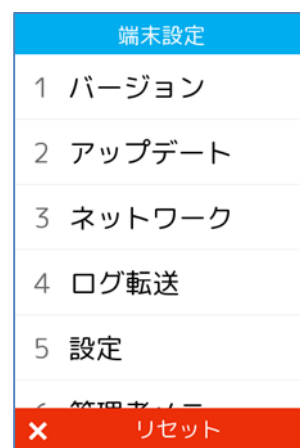 端末設定
1 バージョン
2 アップデート
3 ネットワーク
4 ログ転送
5 設定
リセット